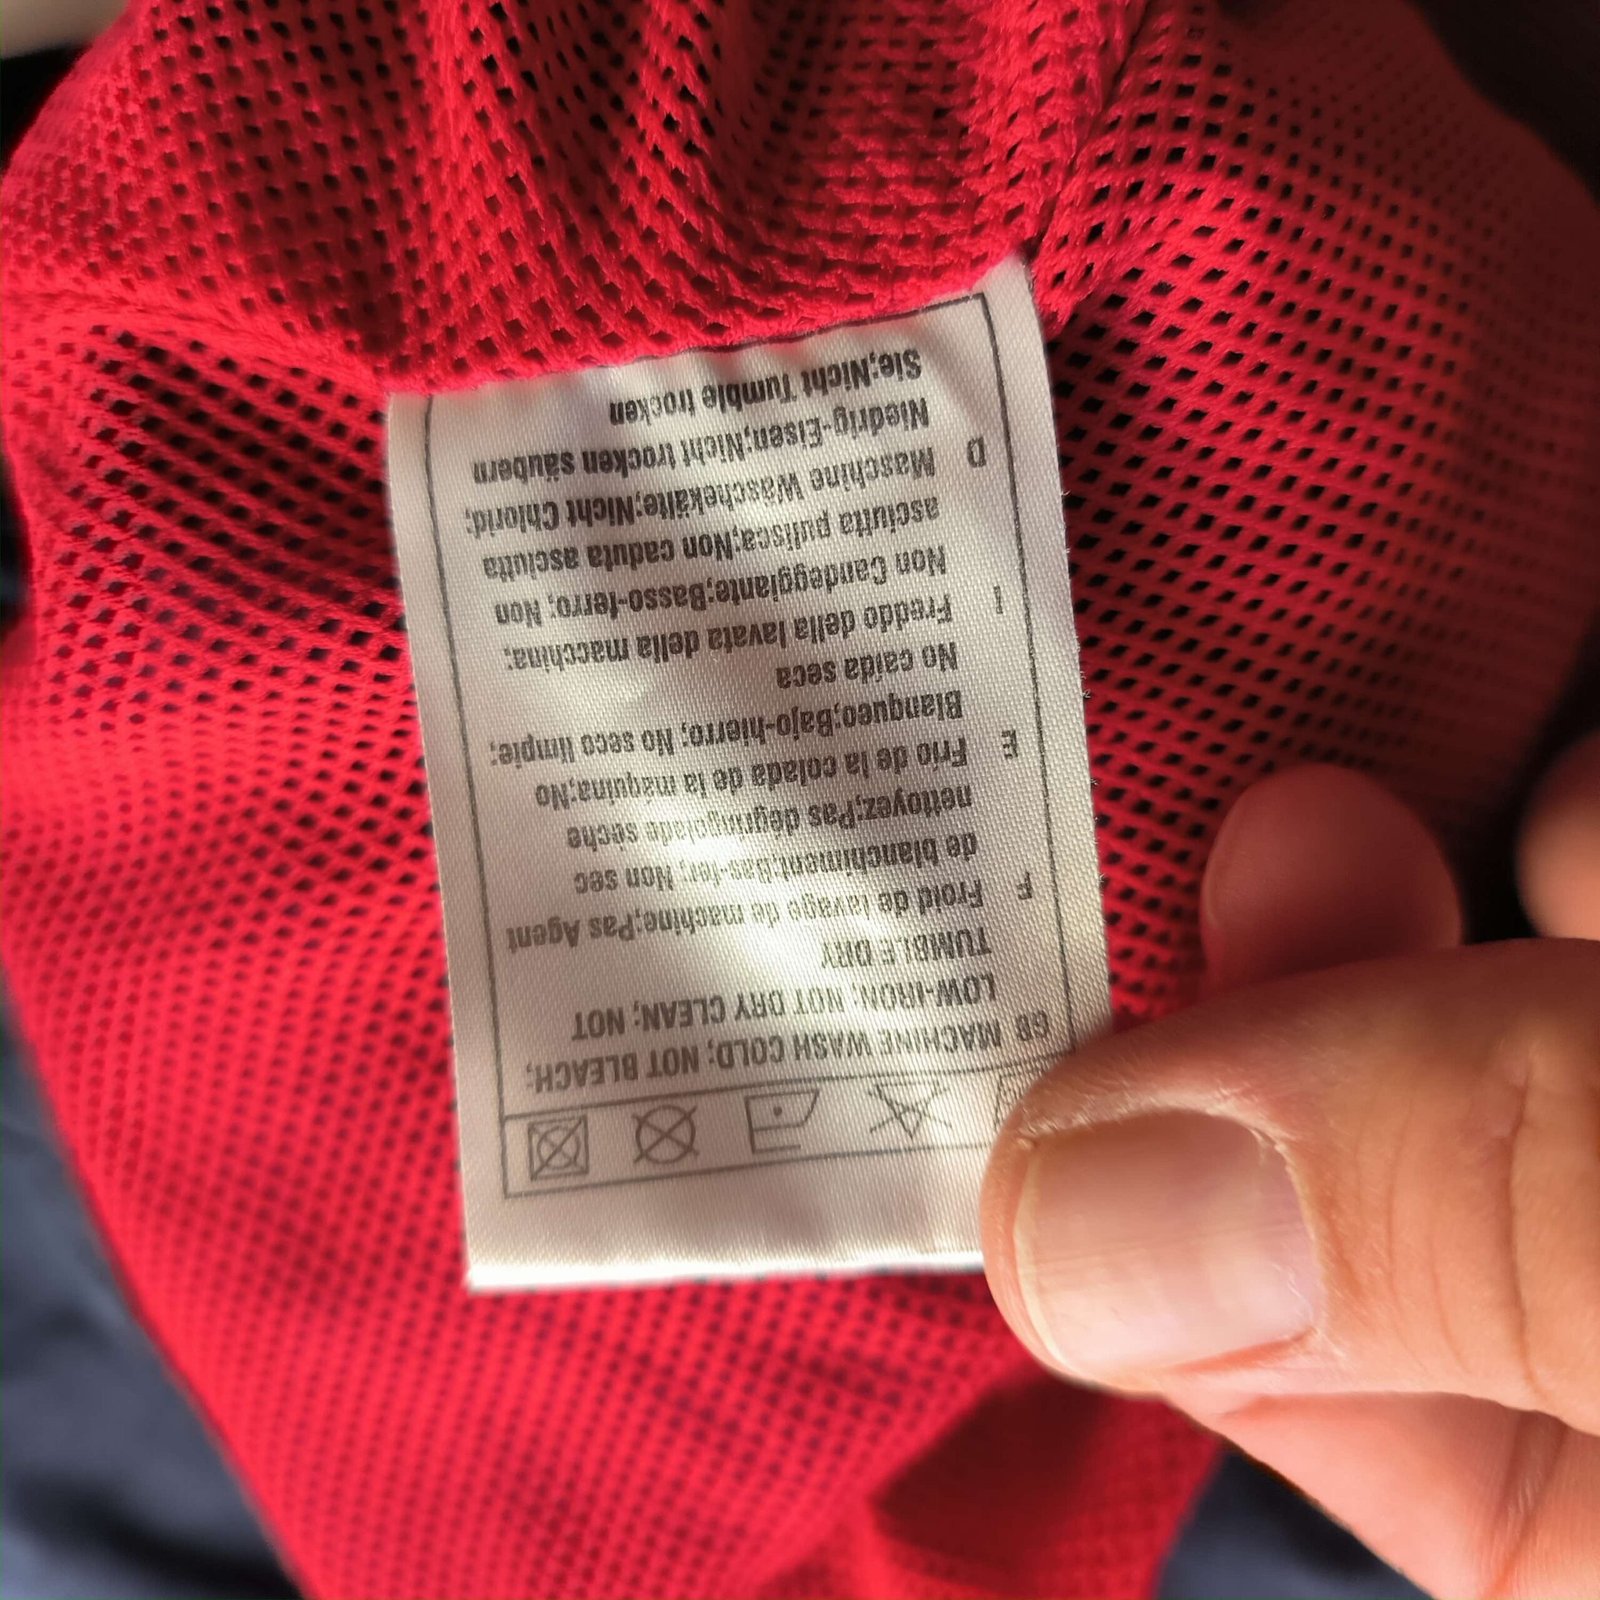 GB MACHINE WASH COLD; NOT BLEACH;
LOW-IRON; NOT DRY CLEAN; NOT
TUMBLE DRY
F Froid de lavage de machine;Pas Agent
de blanchiment;Bas-fer; Non sec
nettoyez;Pas dégringolade sèche
E Frío de la colada de la máquina;No
Blanqueo;Bajo-hierro; No seco limpie;
No caída seca
I Freddo della lavata della macchina;
Non Candeggiante;Basso-ferro; Non
asciutta pulisca;Non caduta asciutta
D Maschine Waschekälte;Nicht Chlorid;
Niedrig-Eisen;Nicht trocken säubern
Sie;Nicht Tumble trocken